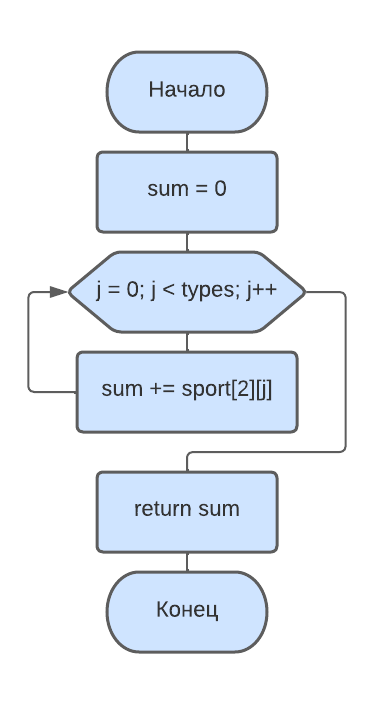 Начало
sum = 0
j = 0; j < types; j++
sum += sport[2][j]
return sum
Конец